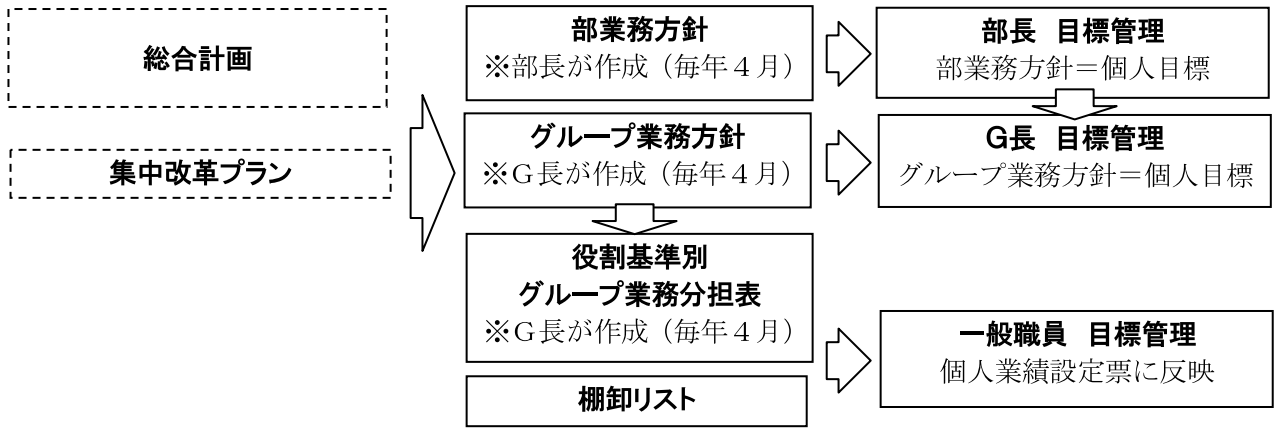 総合計画
集中改革プラン
部業務方針
※部長が作成（毎年４月）
グループ業務方針
※Ｇ長が作成（毎年４月）
役割基準別
グループ業務分担表
※Ｇ長が作成（毎年４月）
棚卸リスト
部長　目標管理
部業務方針＝個人目標
Ｇ長　目標管理
グループ業務方針＝個人目標
一般職員　目標管理
個人業績設定票に反映